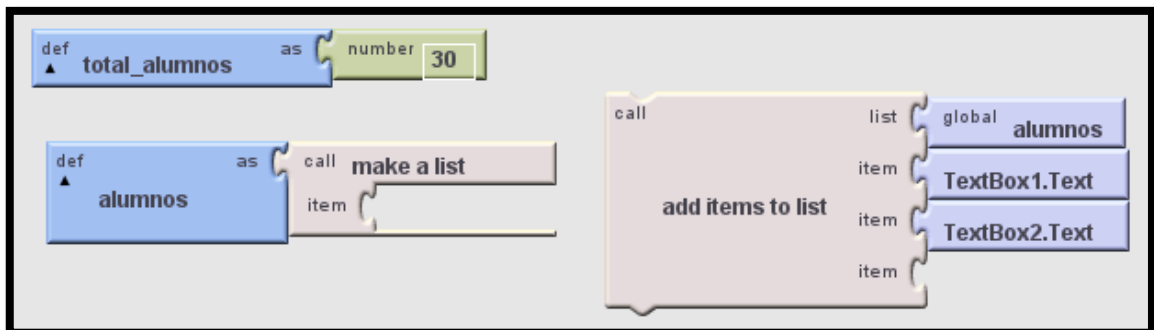 def total_alumnos as number 30
def alumnos as call make a list
item
call add items to list
list global alumnos
item TextBox1.Text
item TextBox2.Text
item